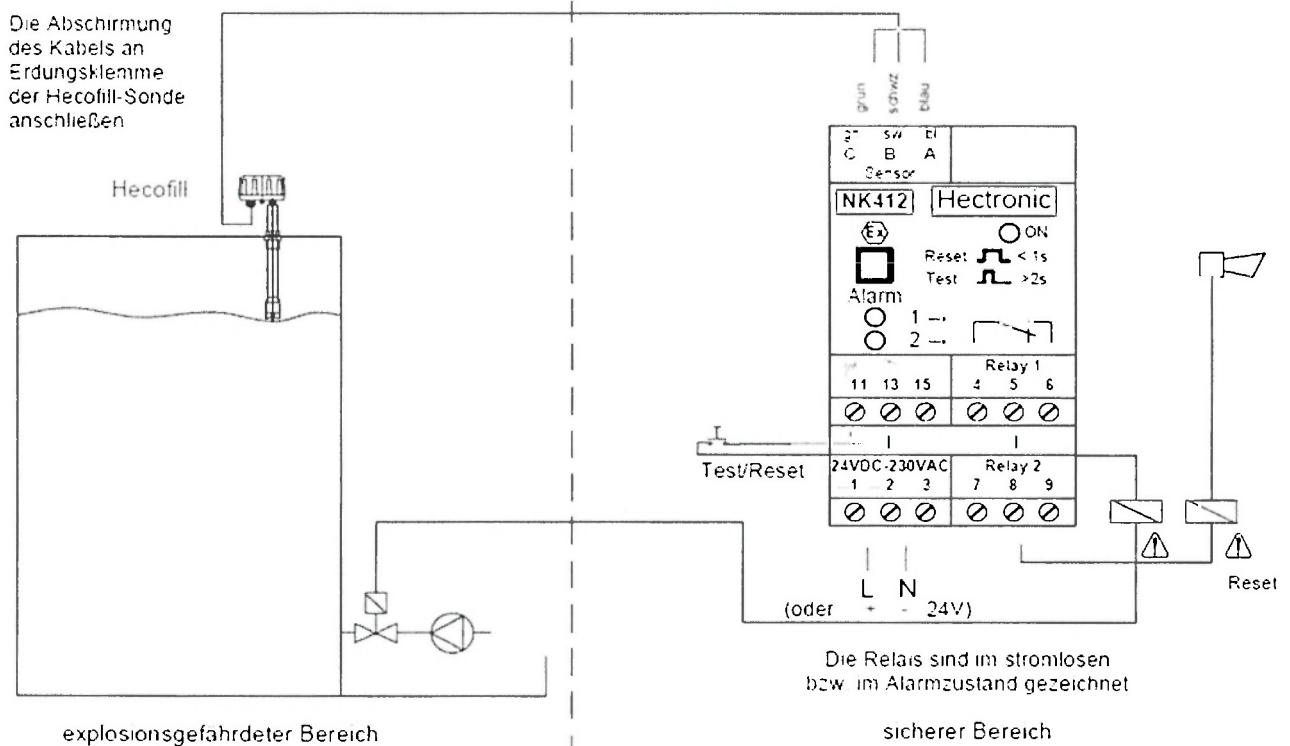 Die Abschirmung
des Kabels an
Erdungsklemme
der Hecofill-Sonde
anschließen
Hecofill
grün
schwz
blau
gn sw bl
C B A
Sensor
NK412 Hectronic
Ex
ON
Reset < 1s
Test >2s
Alarm
1
2
Relay 1
11 13 15 4 5 6
Test/Reset
24VDC-230VAC Relay 2
1 2 3 7 8 9
L N
(oder + - 24V)
Reset
Die Relais sind im stromlosen
bzw. im Alarmzustand gezeichnet
explosionsgefährdeter Bereich
sicherer Bereich